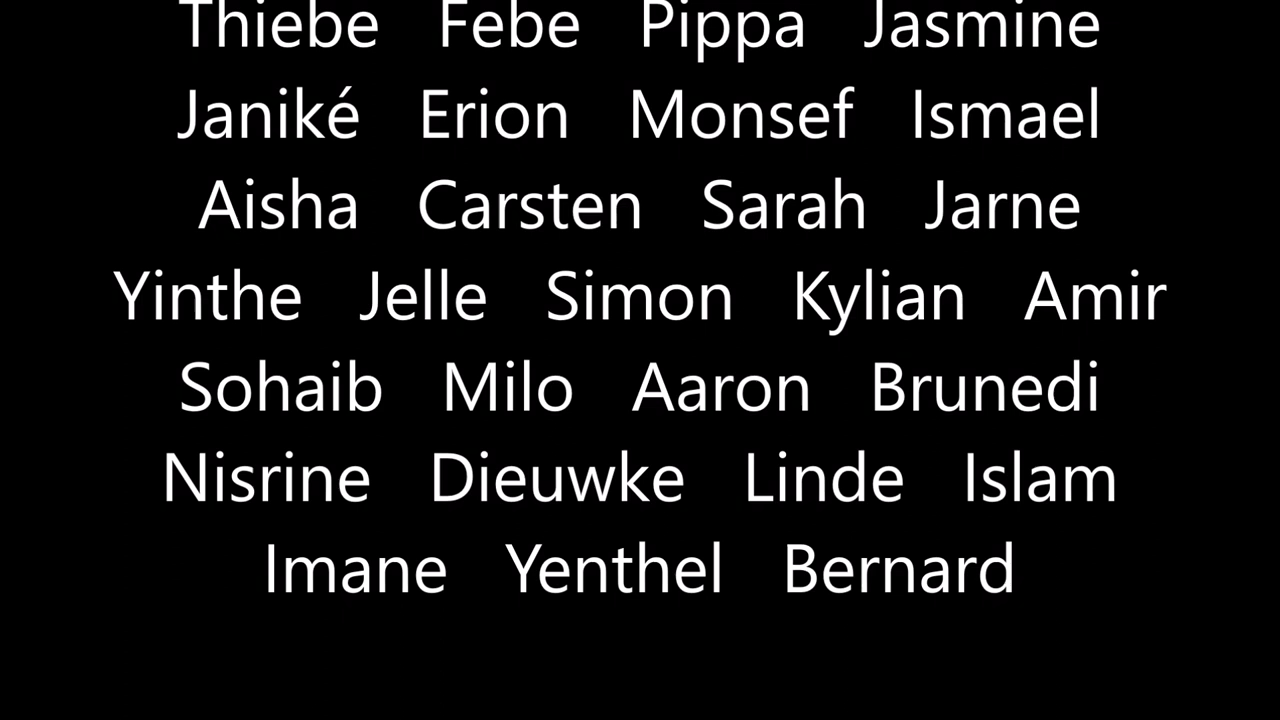 Thiebe Febe Pippa Jasmine
Janiké Erion Monsef Ismael
Aisha Carsten Sarah Jarne
Yinthe Jelle Simon Kylian Amir
Sohaib Milo Aaron Brunedi
Nisrine Dieuwke Linde Islam
Imane Yenthel Bernard